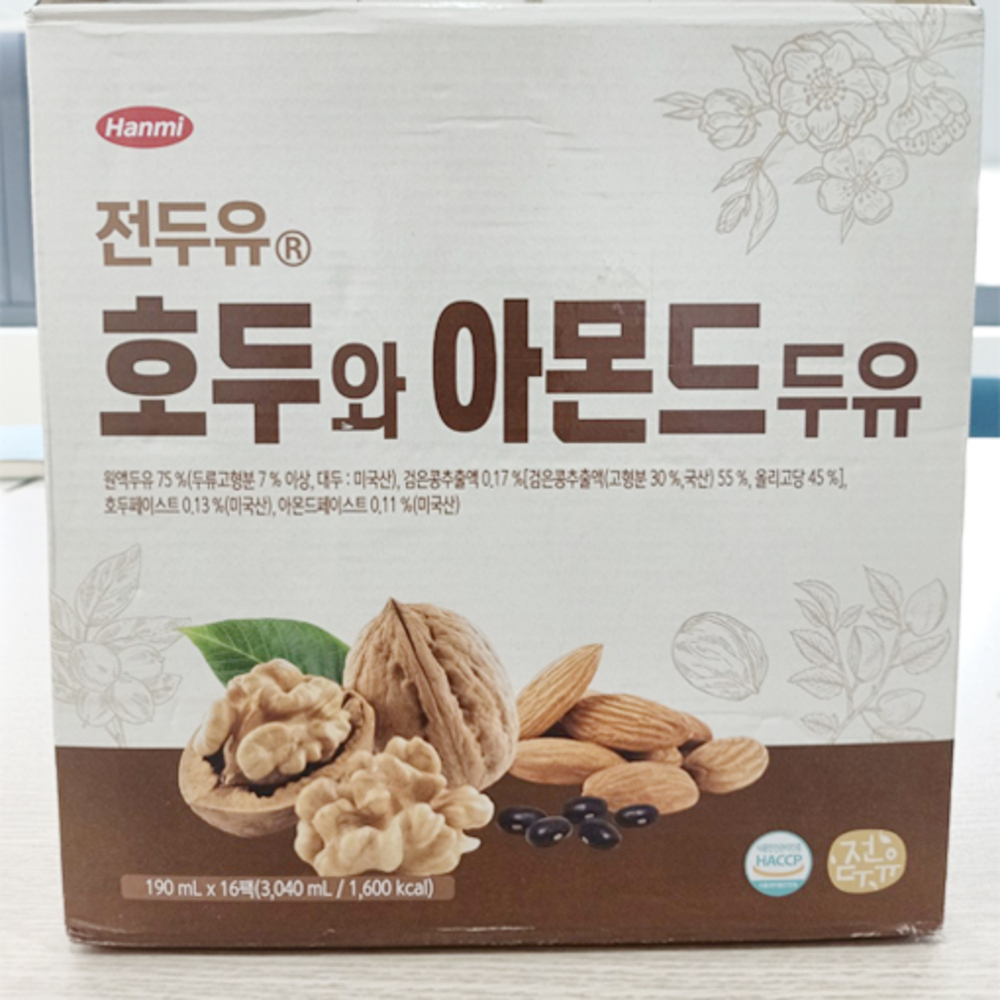 Hanmi
전두유®
호두와 아몬드두유
원액두유 75 %(두류고형분 7 % 이상, 대두 : 미국산), 검은콩추출액 0.17 %[검은콩추출액(고형분 30 %,국산) 55 %, 올리고당 45 %],
호두페이스트 0.13 %(미국산), 아몬드페이스트 0.11 %(미국산)
190 mL x 16팩(3,040 mL / 1,600 kcal)
HACCP
전두유